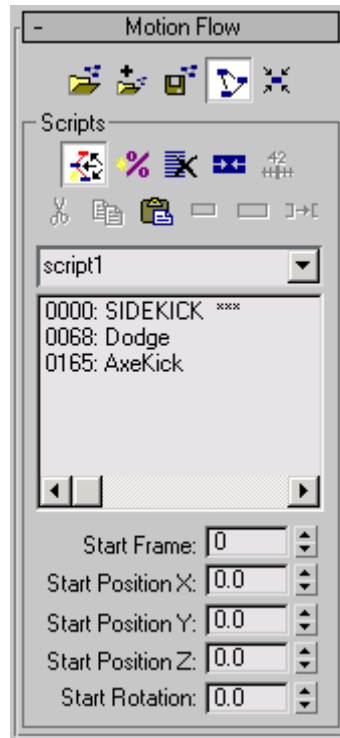 - Motion Flow
Scripts
42
script1
0000: SIDEKICK ***
0068: Dodge
0165: AxeKick
Start Frame: 0
Start Position X: 0.0
Start Position Y: 0.0
Start Position Z: 0.0
Start Rotation: 0.0